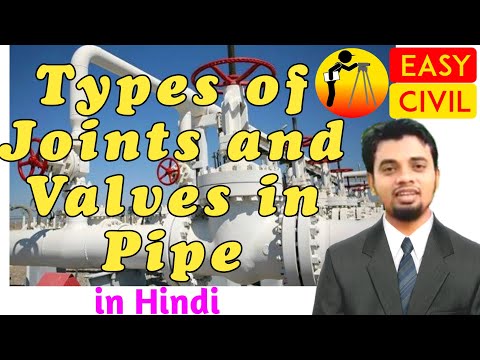 Types of
Joints and
Valves in
Pipe
in Hindi
EASY
CIVIL